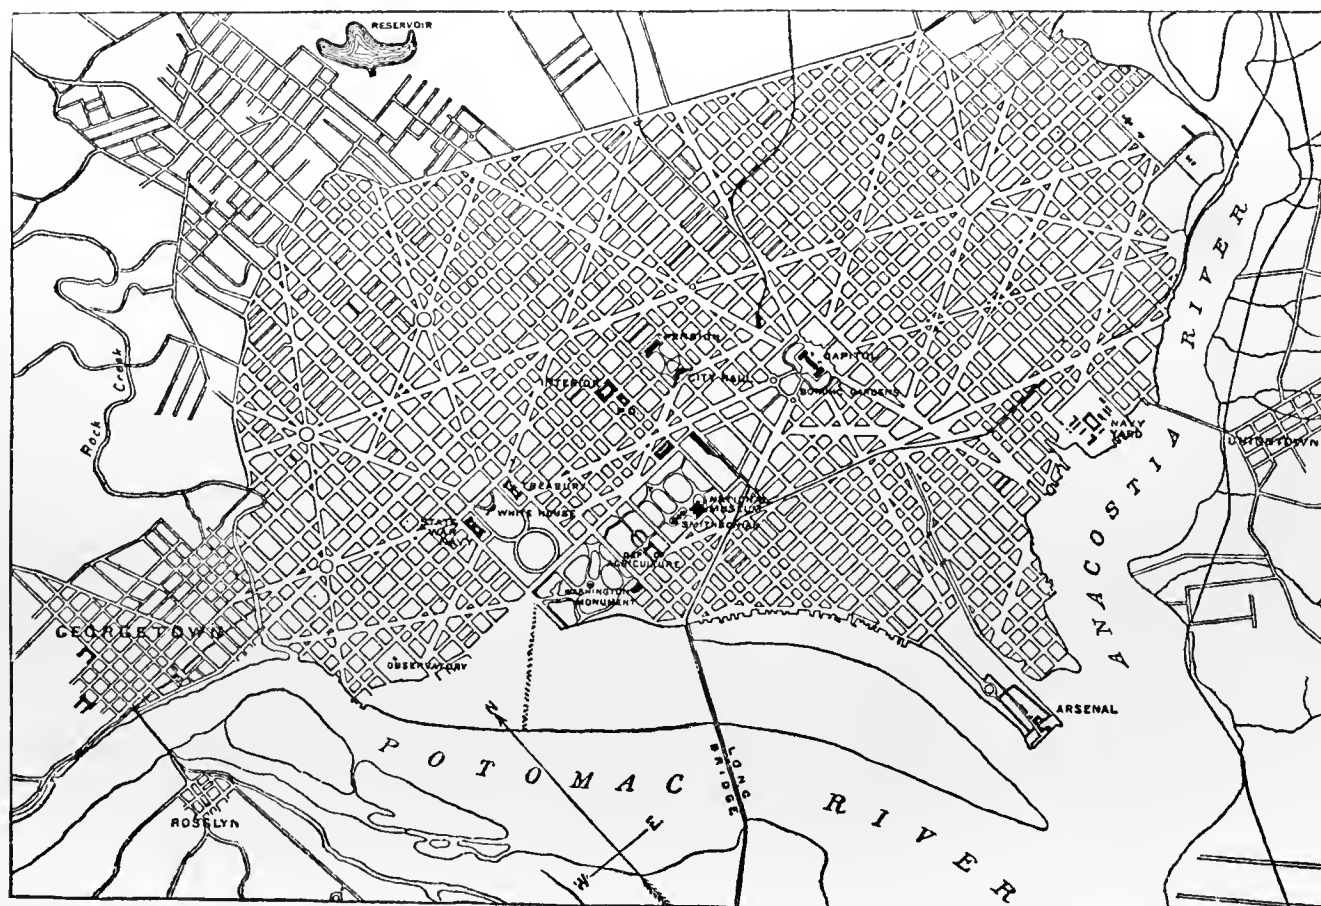 RESERVOIR
RIVER
Rock Creek
PENSION
CITY HALL
CAPITOL
INTERIOR
P.O.
BOTANIC GARDENS
NAVY
YARD
UNIONTOWN
TREASURY
WHITE HOUSE
STATE
WAR
NAVY
NATIONAL
MUSEUM
SMITHSONIAN
DEPT OF
AGRICULTURE
WASHINGTON
MONUMENT
ANACOSTIA
GEORGETOWN
OBSERVATORY
ARSENAL
N
POTOMAC RIVER
LONG
BRIDGE
ROSSLYN
E
W